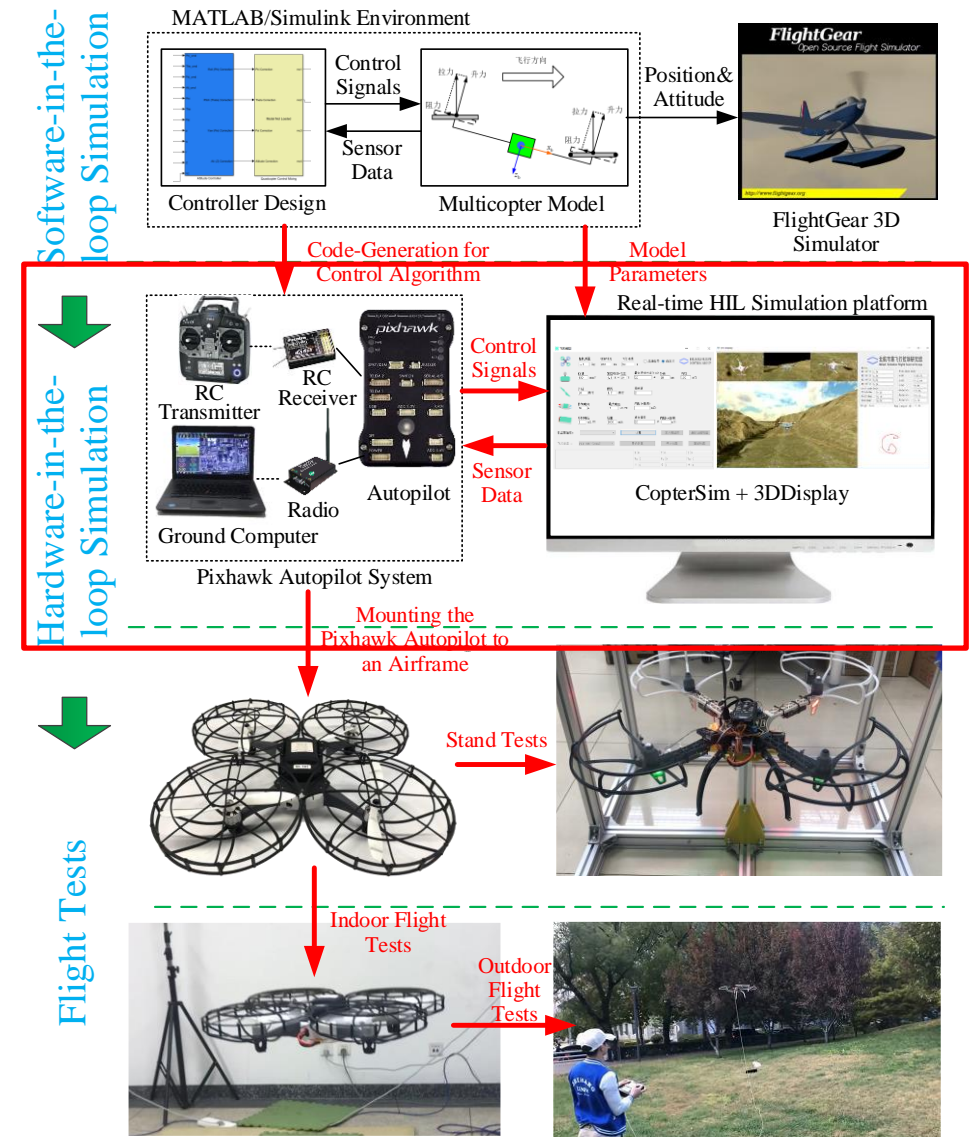 MATLAB/Simulink Environment
Software-in-the-
loop Simulation
Control
Signals
Sensor
Data
Controller Design
飞行方向
拉力
升力
阻力
拉力
升力
阻力
Multicopter Model
Position&
Attitude
FlightGear
Open Source Flight Simulator
http://www.flightgear.org
FlightGear 3D
Simulator
Code-Generation for
Control Algorithm
Model
Parameters
Hardware-in-the-
loop Simulation
RC
Transmitter
RC
Receiver
pixhawk
Autopilot
Radio
Ground Computer
Pixhawk Autopilot System
Control
Signals
Sensor
Data
Real-time HIL Simulation platform
CopterSim + 3DDisplay
Mounting the
Pixhawk Autopilot to
an Airframe
Flight Tests
Stand Tests
Indoor Flight
Tests
Outdoor
Flight
Tests